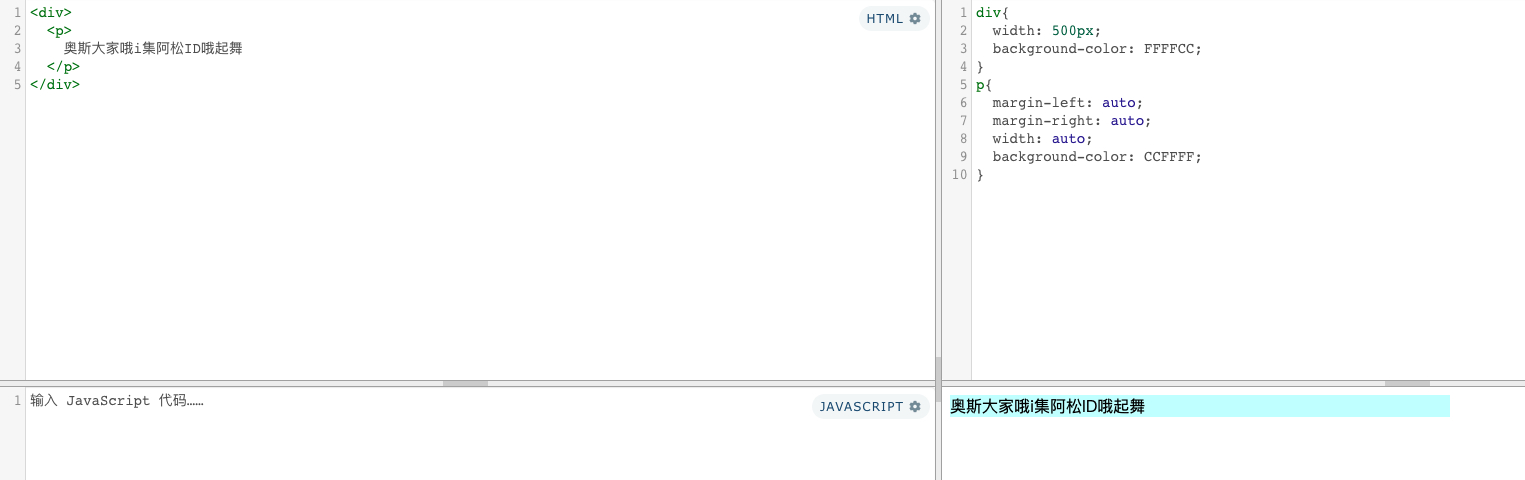 1 <div>
2 <p>
3 奥斯大家哦i集阿松ID哦起舞
4 </p>
5 </div>
HTML
1 div{
2 width: 500px;
3 background-color: FFFFCC;
4 }
5 p{
6 margin-left: auto;
7 margin-right: auto;
8 width: auto;
9 background-color: CCFFFF;
10 }
1 输入 JavaScript 代码……
JAVASCRIPT
奥斯大家哦i集阿松ID哦起舞